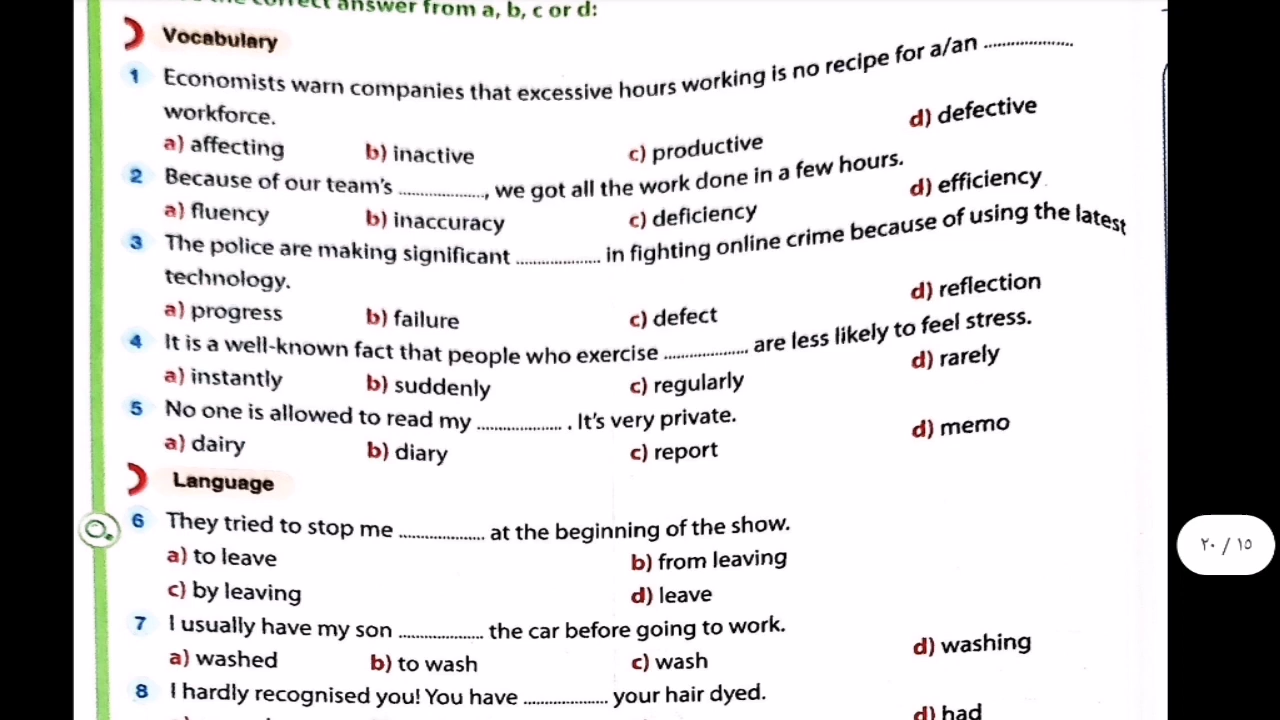 correct answer from a, b, c or d:
Vocabulary
1 Economists warn companies that excessive hours working is no recipe for a/an ....................
workforce.
a) affecting b) inactive c) productive d) defective
2 Because of our team's ...................., we got all the work done in a few hours.
a) fluency b) inaccuracy c) deficiency d) efficiency
3 The police are making significant .................... in fighting online crime because of using the latest
technology.
a) progress b) failure c) defect d) reflection
4 It is a well-known fact that people who exercise .................... are less likely to feel stress.
a) instantly b) suddenly c) regularly d) rarely
5 No one is allowed to read my .................... . It's very private.
a) dairy b) diary c) report d) memo
Language
6 They tried to stop me .................... at the beginning of the show.
a) to leave b) from leaving
c) by leaving d) leave
7 I usually have my son .................... the car before going to work.
a) washed b) to wash c) wash d) washing
8 I hardly recognised you! You have .................... your hair dyed.
d) had
٢٠ / ١٥